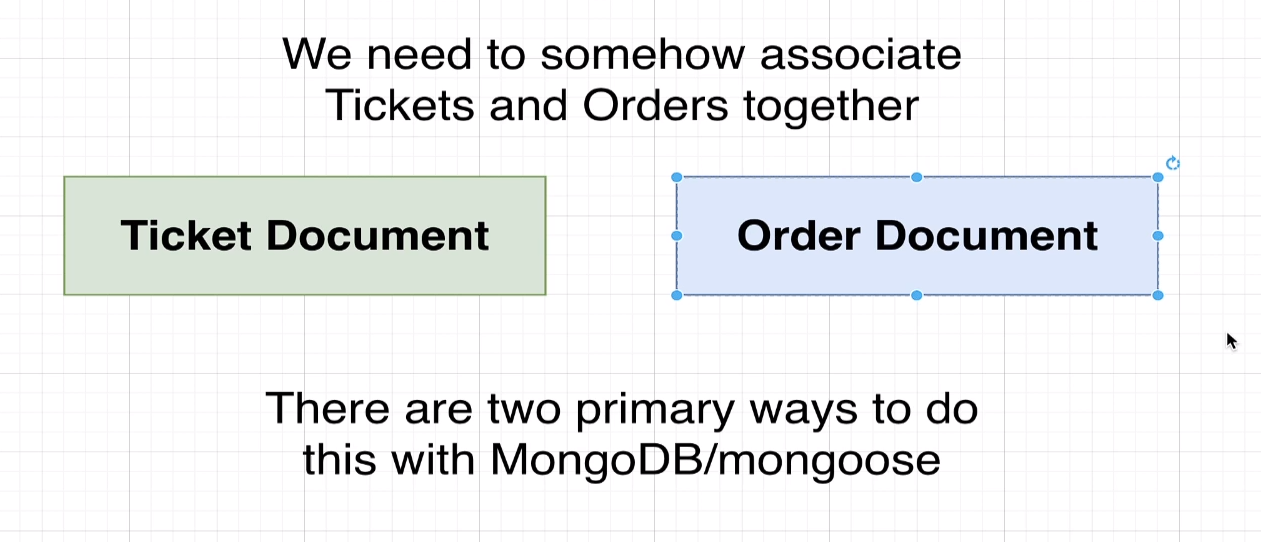 We need to somehow associate
Tickets and Orders together
Ticket Document
Order Document
There are two primary ways to do
this with MongoDB/mongoose